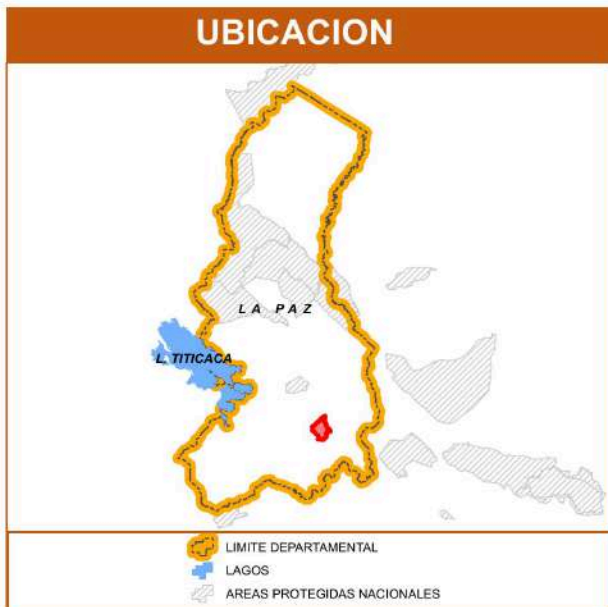 UBICACION
LA PAZ
L. TITICACA
LIMITE DEPARTAMENTAL
LAGOS
AREAS PROTEGIDAS NACIONALES